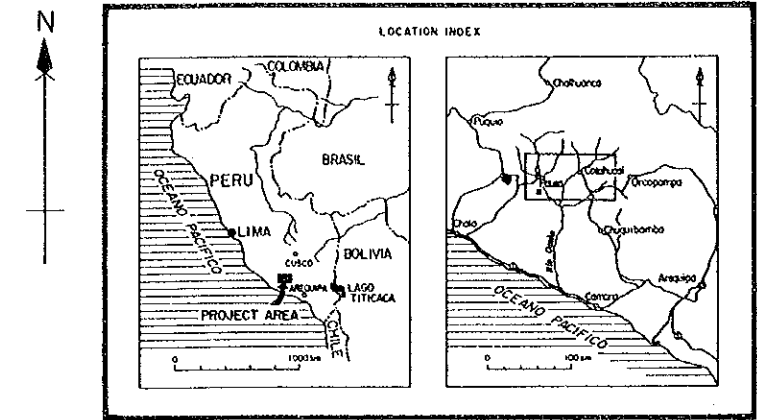 N
LOCATION INDEX
COLOMBIA
ECUADOR
BRASIL
PERU
OCEANO PACIFICO
LIMA
CUSCO
BOLIVIA
AREQUIPA
LAGO
TITICACA
PROJECT AREA
CHILE
0 1000 km
Chalhuanca
Puquio
Cotahuasi
Orcopampa
Chala
Chuquibamba
Arequipa
Camana
OCEANO PACIFICO
0 100 km